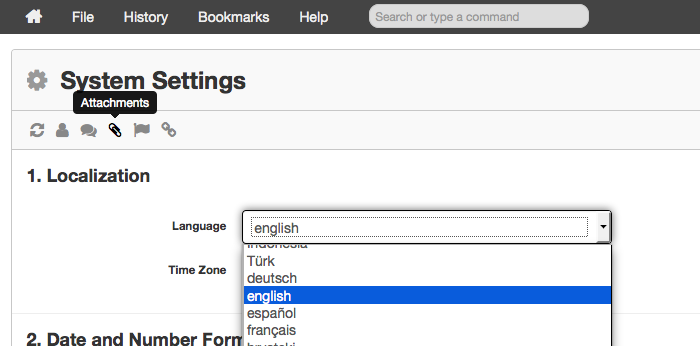 File History Bookmarks Help Search or type a command
System Settings
Attachments
1. Localization
Language english
Indonesia
Türk
Time Zone
deutsch
english
español
français
2. Date and Number Form